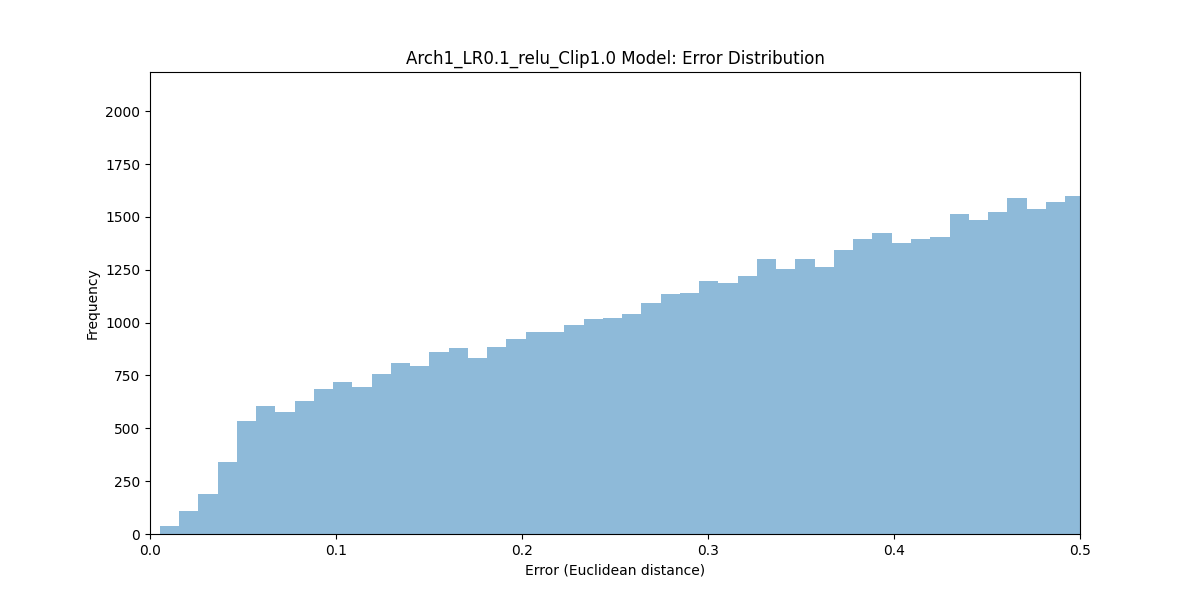 Arch1_LR0.1_relu_Clip1.0 Model: Error Distribution
2000
1750
1500
1250
1000
750
500
250
0
Frequency
0.0 0.1 0.2 0.3 0.4 0.5
Error (Euclidean distance)